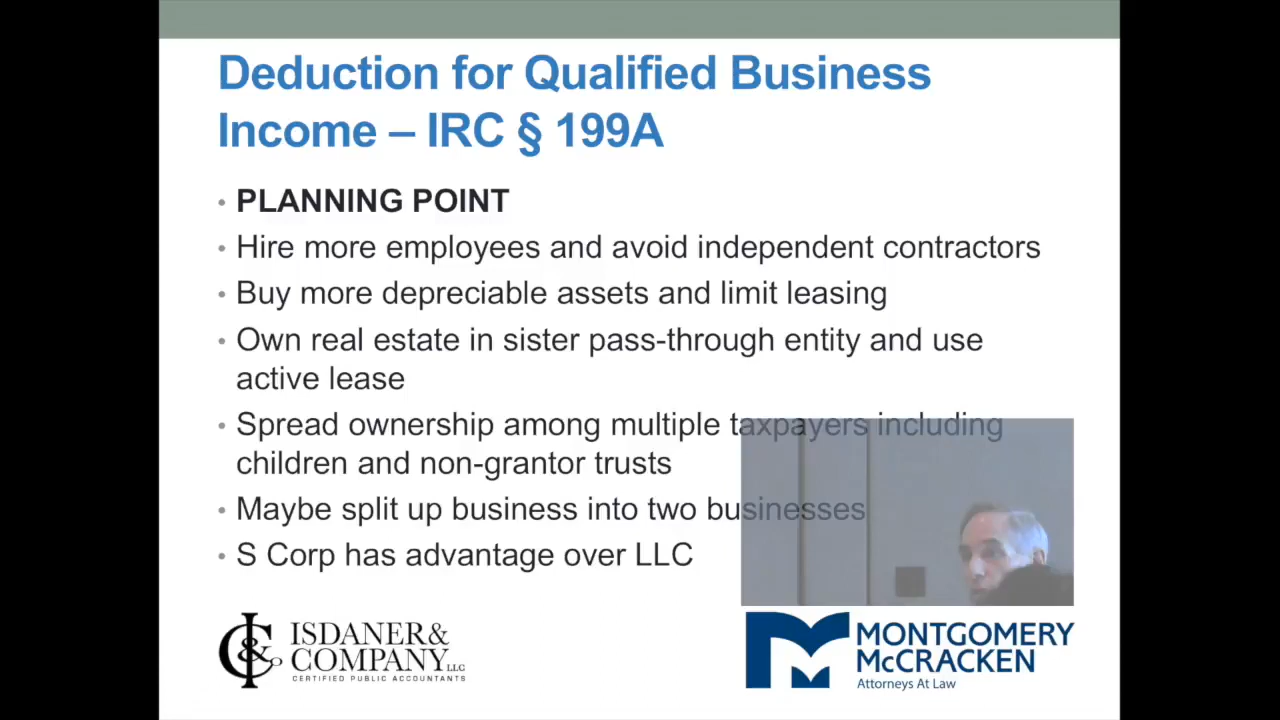 Deduction for Qualified Business
Income – IRC § 199A
• PLANNING POINT
• Hire more employees and avoid independent contractors
• Buy more depreciable assets and limit leasing
• Own real estate in sister pass-through entity and use
active lease
• Spread ownership among multiple taxpayers including
children and non-grantor trusts
• Maybe split up business into two businesses
• S Corp has advantage over LLC
ISDANER&
COMPANY LLC
CERTIFIED PUBLIC ACCOUNTANTS
MONTGOMERY
McCRACKEN
Attorneys At Law